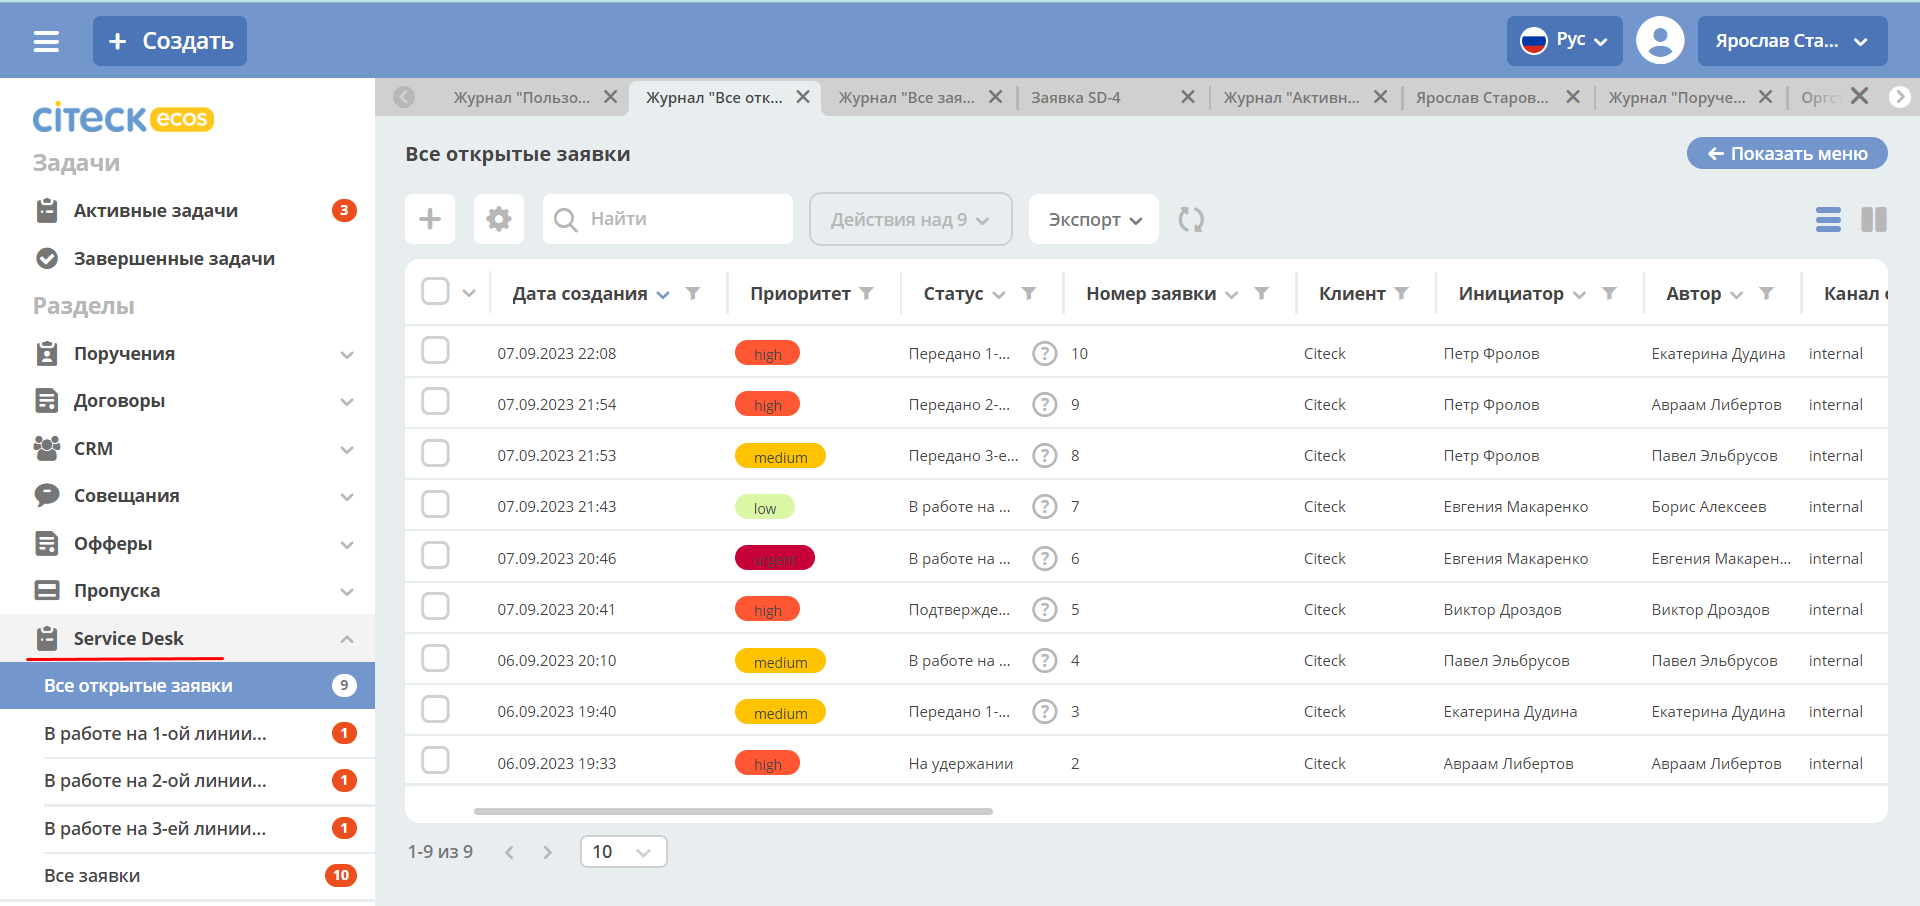 + Создать
Рус
Ярослав Ста...
citeck ecos
Задачи
Активные задачи 3
Завершенные задачи
Разделы
Поручения
Договоры
CRM
Совещания
Офферы
Пропуска
Service Desk
Все открытые заявки 9
В работе на 1-ой линии... 1
В работе на 2-ой линии... 1
В работе на 3-ей линии... 1
Все заявки 10
Журнал "Пользо... Журнал "Все отк... Журнал "Все зая... Заявка SD-4 Журнал "Активн... Ярослав Старов... Журнал "Поруче... Оргс
Все открытые заявки
← Показать меню
Найти
Действия над 9
Экспорт
Дата создания Приоритет Статус Номер заявки Клиент Инициатор Автор Канал
07.09.2023 22:08 high Передано 1-... ? 10 Citeck Петр Фролов Екатерина Дудина internal
07.09.2023 21:54 high Передано 2-... ? 9 Citeck Петр Фролов Авраам Либертов internal
07.09.2023 21:53 medium Передано 3-е... ? 8 Citeck Петр Фролов Павел Эльбрусов internal
07.09.2023 21:43 low В работе на ... ? 7 Citeck Евгения Макаренко Борис Алексеев internal
07.09.2023 20:46 urgent В работе на ... ? 6 Citeck Евгения Макаренко Евгения Макарен... internal
07.09.2023 20:41 high Подтвержде... ? 5 Citeck Виктор Дроздов Виктор Дроздов internal
06.09.2023 20:10 medium В работе на ... ? 4 Citeck Павел Эльбрусов Павел Эльбрусов internal
06.09.2023 19:40 medium Передано 1-... ? 3 Citeck Екатерина Дудина Екатерина Дудина internal
06.09.2023 19:33 high На удержании 2 Citeck Авраам Либертов Авраам Либертов internal
1-9 из 9
10